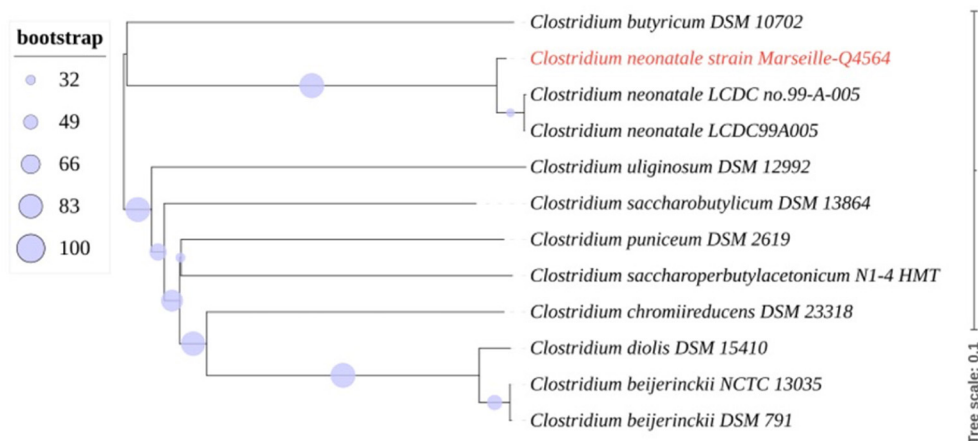 bootstrap
32
49
66
83
100
Clostridium butyricum DSM 10702
Clostridium neonatale strain Marseille-Q4564
Clostridium neonatale LCDC no.99-A-005
Clostridium neonatale LCDC99A005
Clostridium uliginosum DSM 12992
Clostridium saccharobutylicum DSM 13864
Clostridium puniceum DSM 2619
Clostridium saccharoperbutylacetonicum N1-4 HMT
Clostridium chromiireducens DSM 23318
Clostridium diolis DSM 15410
Clostridium beijerinckii NCTC 13035
Clostridium beijerinckii DSM 791
Tree scale: 0.1